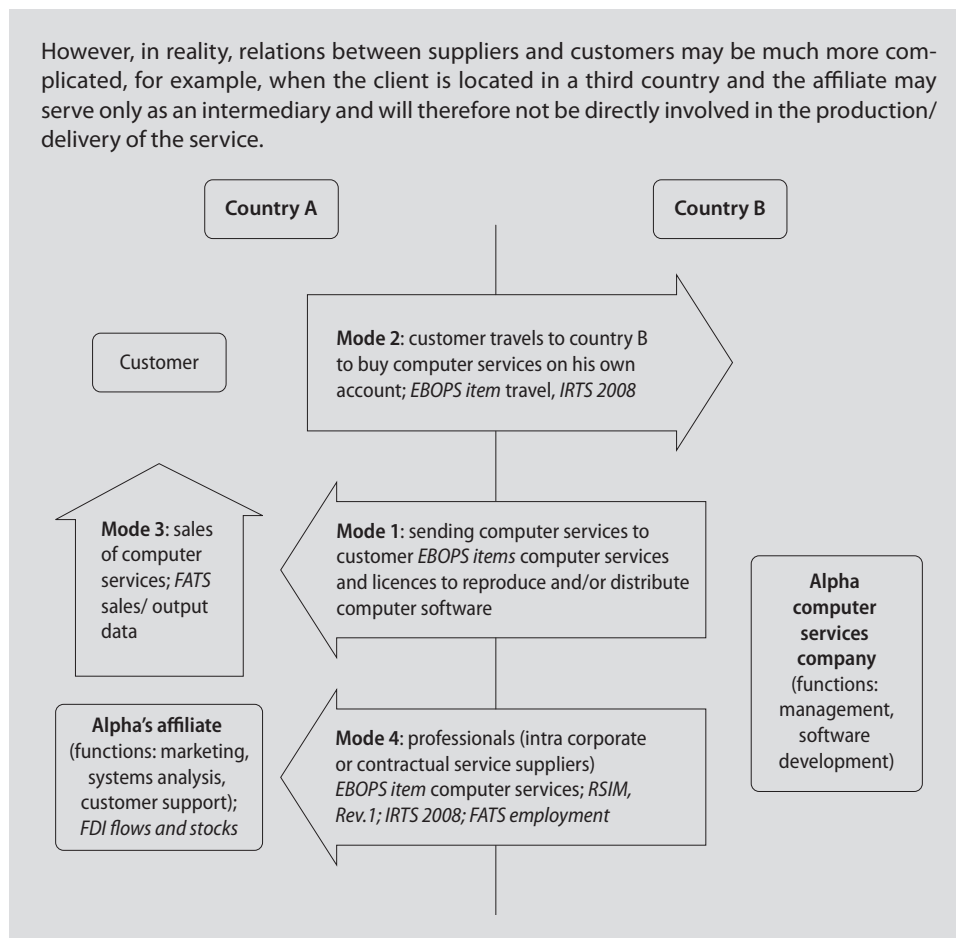 However, in reality, relations between suppliers and customers may be much more com-
plicated, for example, when the client is located in a third country and the affiliate may
serve only as an intermediary and will therefore not be directly involved in the production/
delivery of the service.
Country A
Country B
Mode 2: customer travels to country B
to buy computer services on his own
account; EBOPS item travel, IRTS 2008
Customer
Mode 3: sales
of computer
services; FATS
sales/ output
data
Mode 1: sending computer services to
customer EBOPS items computer services
and licences to reproduce and/or distribute
computer software
Alpha
computer
services
company
(functions:
management,
software
development)
Alpha's affiliate
(functions: marketing,
systems analysis,
customer support);
FDI flows and stocks
Mode 4: professionals (intra corporate
or contractual service suppliers)
EBOPS item computer services; RSIM,
Rev.1; IRTS 2008; FATS employment